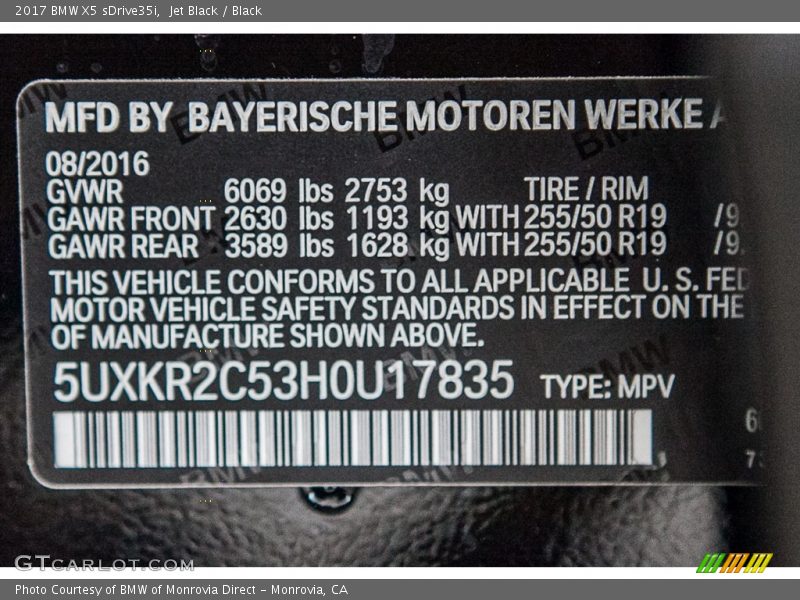 2017 BMW X5 sDrive35i, Jet Black / Black
MFD BY BAYERISCHE MOTOREN WERKE
08/2016
GVWR 6069 lbs 2753 kg TIRE / RIM
GAWR FRONT 2630 lbs 1193 kg WITH 255/50 R19 /9
GAWR REAR 3589 lbs 1628 kg WITH 255/50 R19 /9.
THIS VEHICLE CONFORMS TO ALL APPLICABLE U. S. FED
MOTOR VEHICLE SAFETY STANDARDS IN EFFECT ON THE
OF MANUFACTURE SHOWN ABOVE.
5UXKR2C53H0U17835 TYPE: MPV
GTCARLOT.COM
Photo Courtesy of BMW of Monrovia Direct - Monrovia, CA